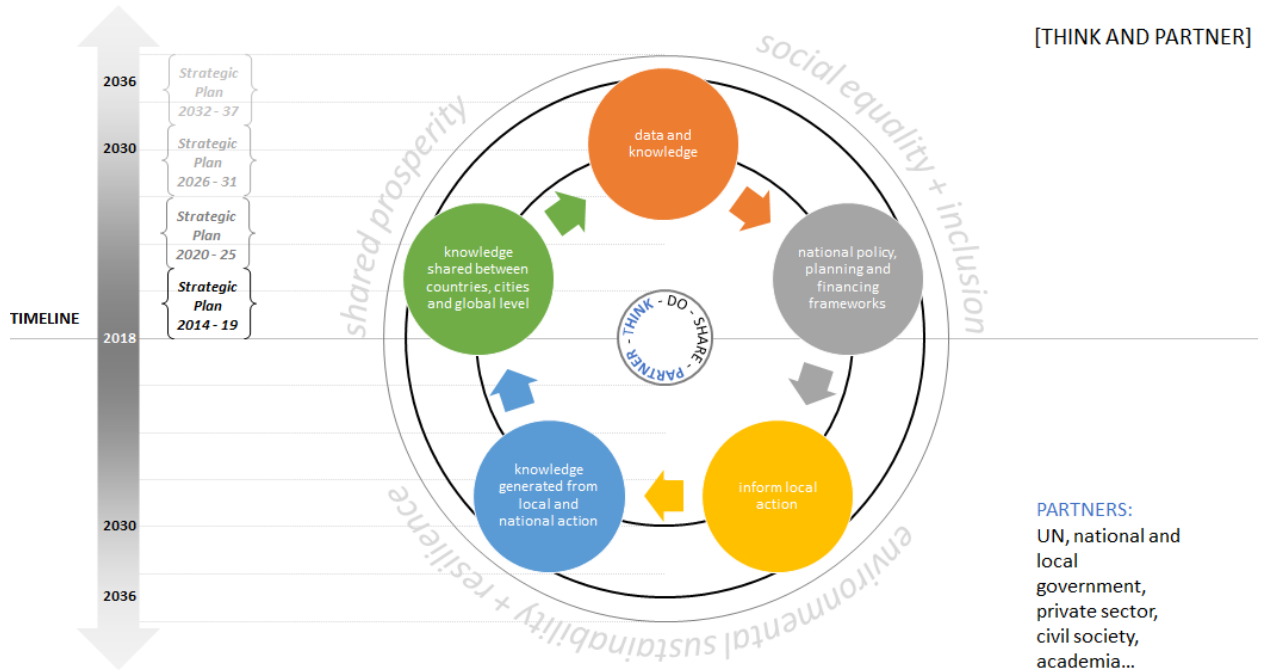 [THINK AND PARTNER]
social equality + inclusion
shared prosperity
environmental sustainability + resilience
2036
Strategic
Plan
2032 - 37
2030
Strategic
Plan
2026 - 31
Strategic
Plan
2020 - 25
Strategic
Plan
2014 - 19
TIMELINE
2018
2030
2036
data and
knowledge
national policy,
planning and
financing
frameworks
inform local
action
knowledge
generated from
local and
national action
knowledge
shared between
countries, cities
and global level
THINK - DO - SHARE - PARTNER -
PARTNERS:
UN, national and
local
government,
private sector,
civil society,
academia...